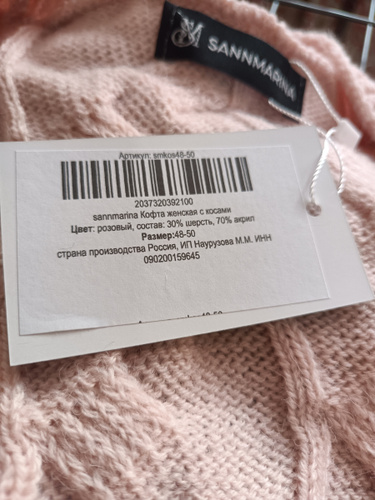 SANNMARINA
Артикул: smkos48-50
2037320392100
sannmarina Кофта женская с косами
Цвет: розовый, состав: 30% шерсть, 70% акрил
Размер:48-50
страна производства Россия, ИП Наурузова М.М. ИНН
090200159645